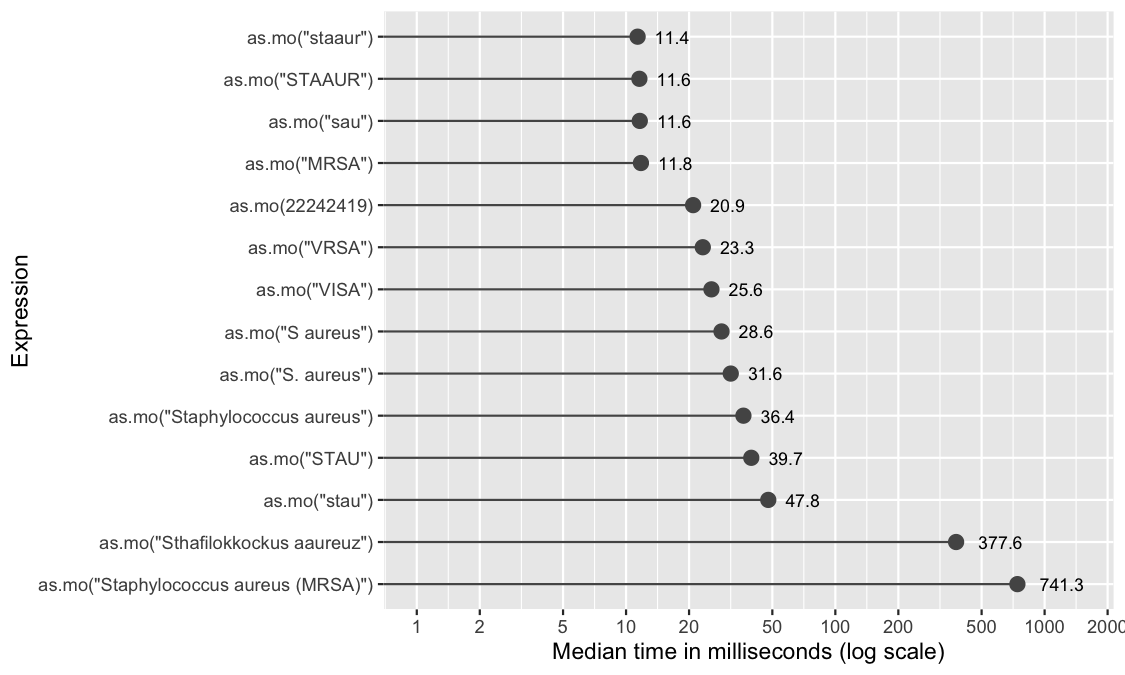 as.mo("staaur") 11.4
as.mo("STAAUR") 11.6
as.mo("sau") 11.6
as.mo("MRSA") 11.8
as.mo(22242419) 20.9
as.mo("VRSA") 23.3
as.mo("VISA") 25.6
as.mo("S aureus") 28.6
as.mo("S. aureus") 31.6
as.mo("Staphylococcus aureus") 36.4
as.mo("STAU") 39.7
as.mo("stau") 47.8
as.mo("Sthafilokkockus aaureuz") 377.6
as.mo("Staphylococcus aureus (MRSA)") 741.3
Expression
1 2 5 10 20 50 100 200 500 1000 2000
Median time in milliseconds (log scale)